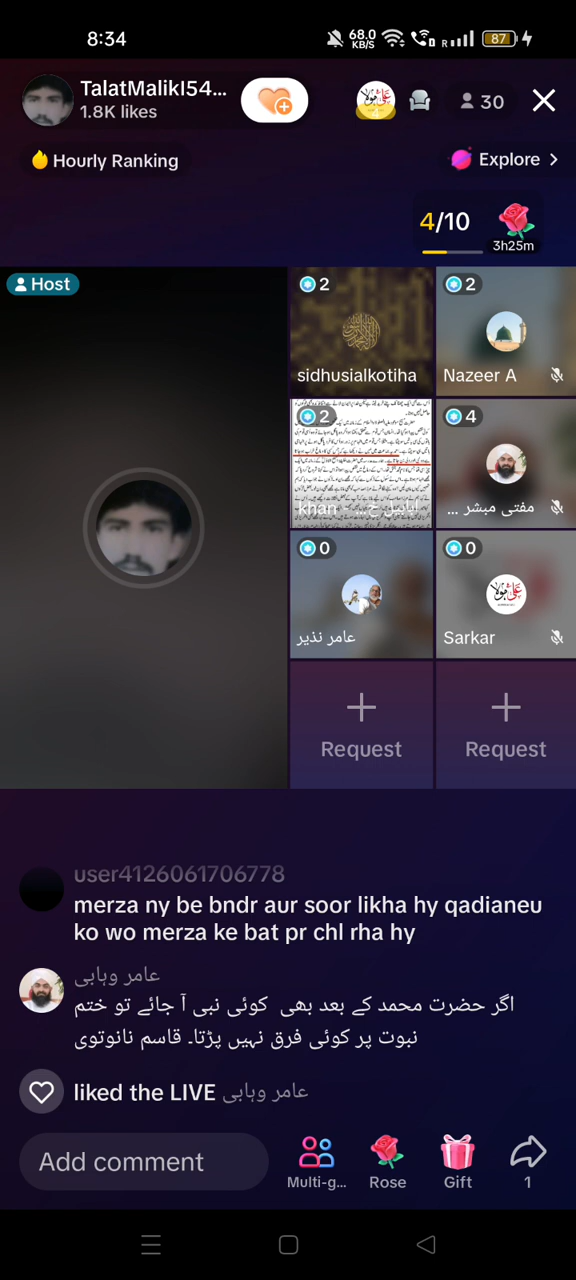 8:34
68.0
KB/S
R
87
TalatMalikI54...
1.8K likes
30
Hourly Ranking
Explore >
4/10
3h25m
Host
2
sidhusialkotiha
2
Nazeer A
2
khan - ابابیل ح...
4
مفتی مبشر ...
0
عامر نذیر
0
Sarkar
Request
Request
user4126061706778
merza ny be bndr aur soor likha hy qadianeu
ko wo merza ke bat pr chl rha hy
عامر وہابی
اگر حضرت محمد کے بعد بھی کوئی نبی آ جائے تو ختم
نبوت پر کوئی فرق نہیں پڑتا۔ قاسم نانوتوی
liked the LIVE عامر وہابی
Add comment
Multi-g...
Rose
Gift
1